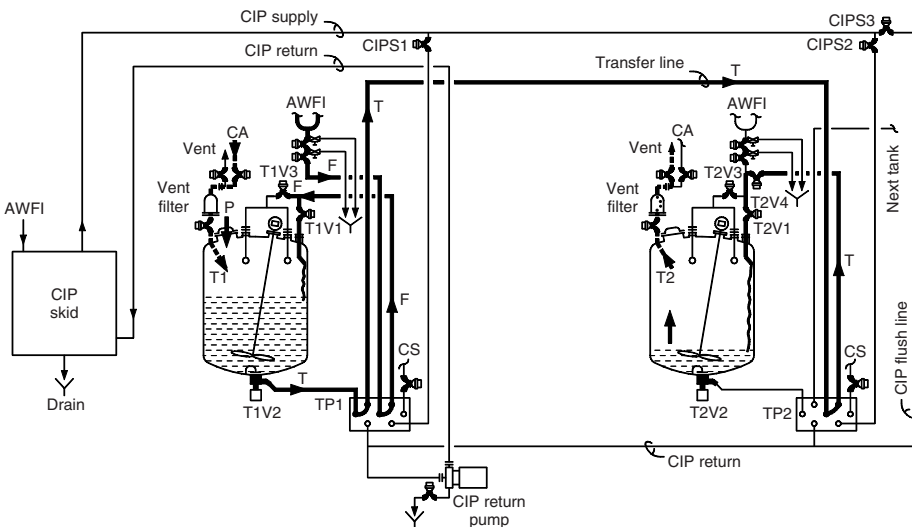 CIP supply
CIPS1
CIPS3
CIPS2
CIP return
Transfer line
T
T
AWFI
AWFI
CA
Vent
F
T1V3
F
Vent
filter
P
T1V1
T1
CA
Vent
T2V3
Vent
filter
T2V4
T2V1
T2
Next tank
AWFI
CIP
skid
Drain
F
T
CS
T
T1V2
TP1
T2V2
TP2
CS
CIP flush line
CIP return
CIP return
pump